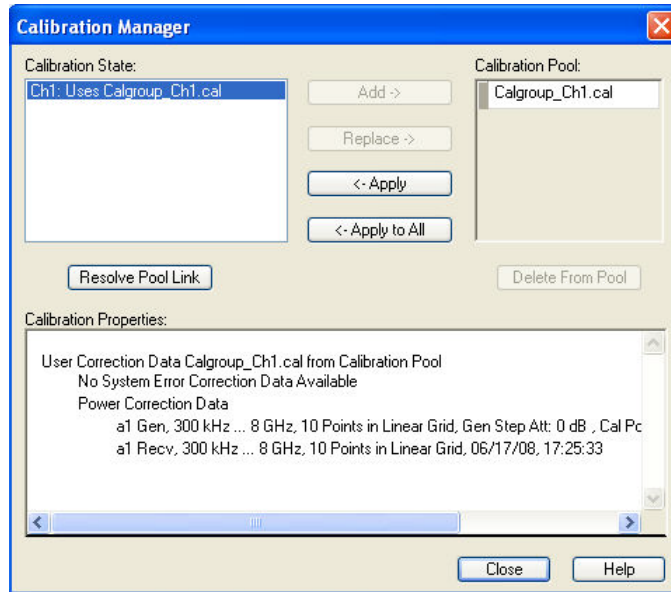 Calibration Manager
Calibration State:
Calibration Pool:
Ch1: Uses Calgroup_Ch1.cal
Add ->
Calgroup_Ch1.cal
Replace ->
<- Apply
<- Apply to All
Resolve Pool Link
Delete From Pool
Calibration Properties:
User Correction Data Calgroup_Ch1.cal from Calibration Pool
No System Error Correction Data Available
Power Correction Data
a1 Gen, 300 kHz ... 8 GHz, 10 Points in Linear Grid, Gen Step Att: 0 dB , Cal Pc
a1 Recv, 300 kHz ... 8 GHz, 10 Points in Linear Grid, 06/17/08, 17:25:33
Close
Help